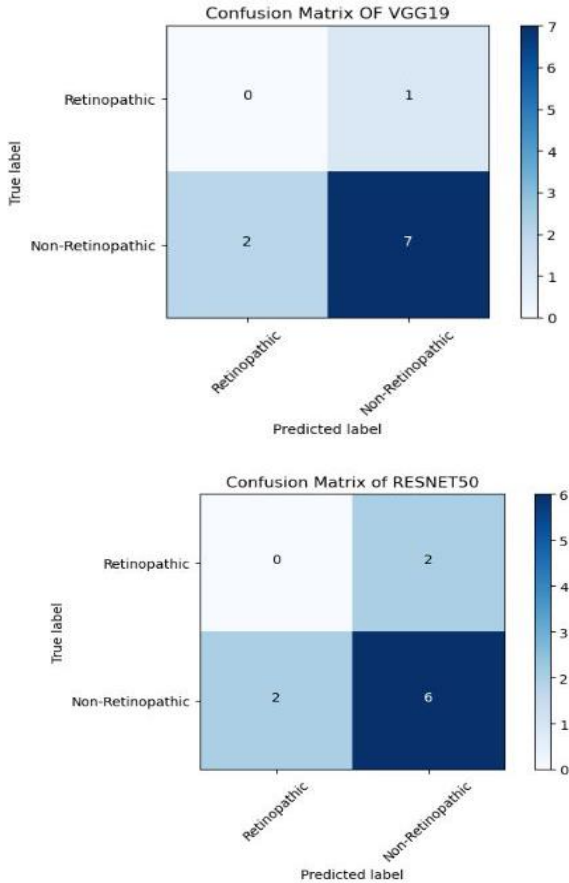 Confusion Matrix OF VGG19
7
6
5
4
3
2
1
0
True label
Retinopathic
0 1
Non-Retinopathic
2 7
Retinopathic
Non-Retinopathic
Predicted label
Confusion Matrix of RESNET50
6
5
4
3
2
1
0
True label
Retinopathic
0 2
Non-Retinopathic
2 6
Retinopathic
Non-Retinopathic
Predicted label